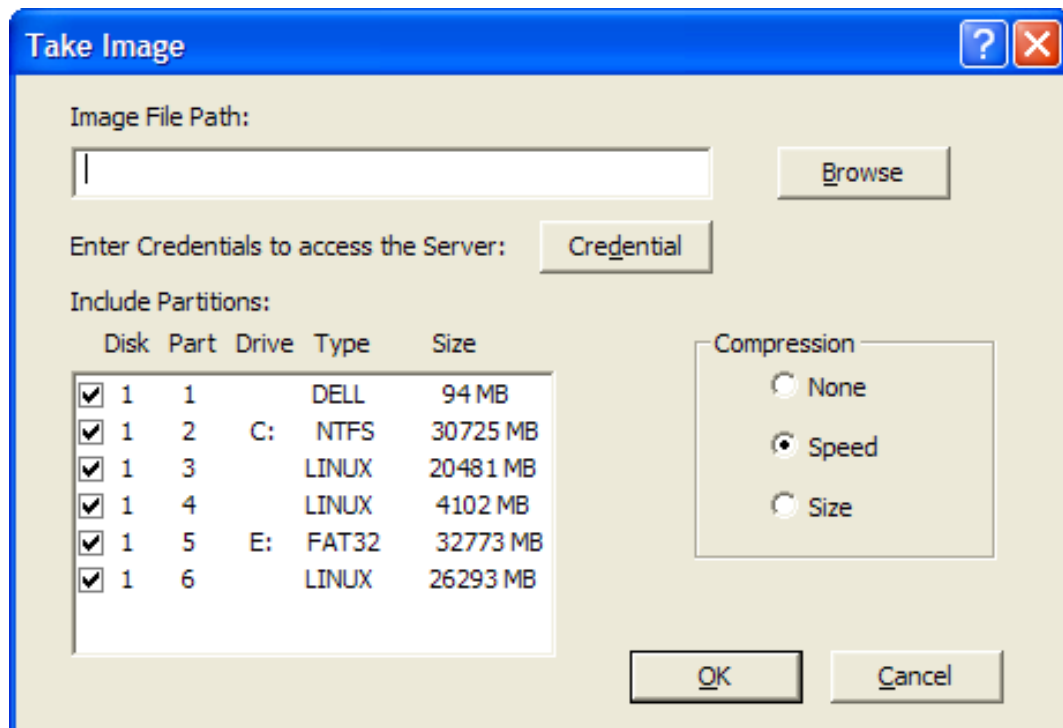 Take Image
Image File Path:
Browse
Enter Credentials to access the Server: Credential
Include Partitions:
Disk Part Drive Type Size
1 1 DELL 94 MB
1 2 C: NTFS 30725 MB
1 3 LINUX 20481 MB
1 4 LINUX 4102 MB
1 5 E: FAT32 32773 MB
1 6 LINUX 26293 MB
Compression
None
Speed
Size
OK Cancel